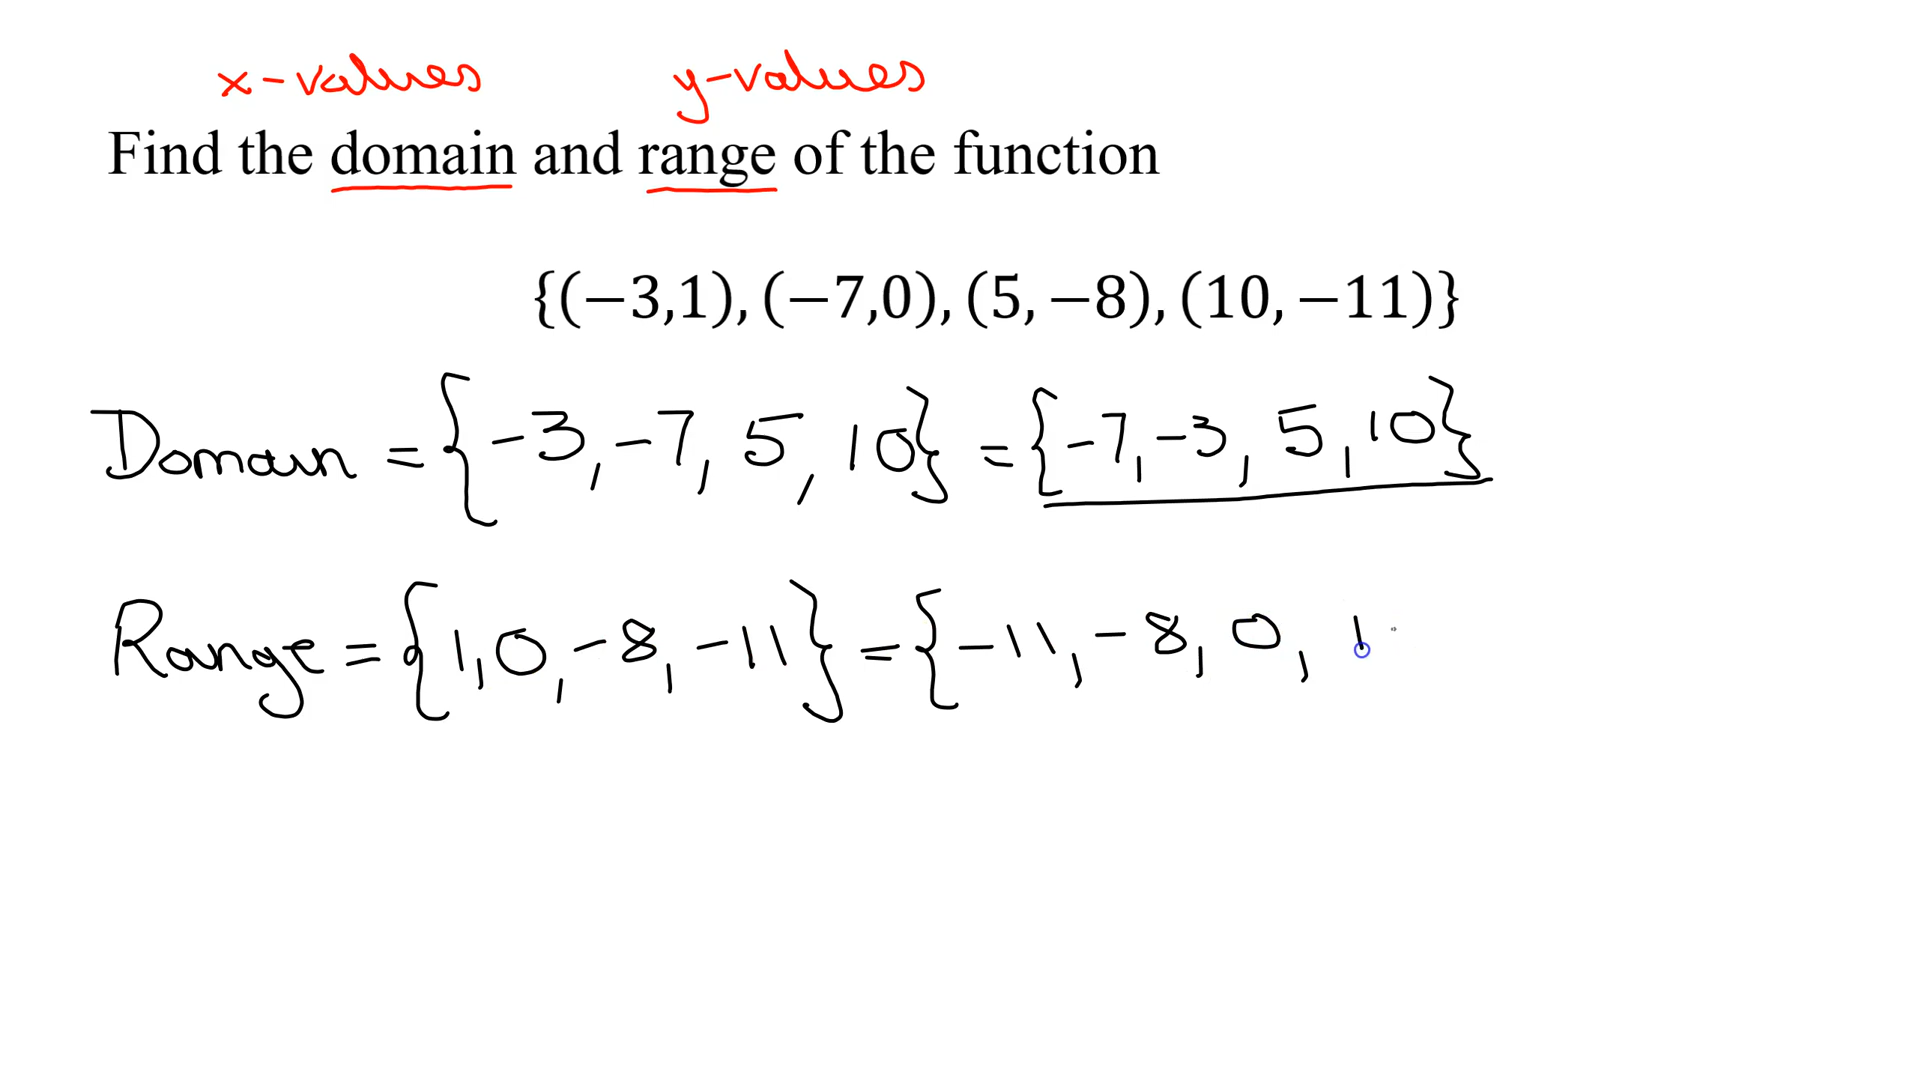 x-values y-values
Find the domain and range of the function
{(−3,1), (−7,0), (5, −8), (10, −11)}
Domain = {-3, -7, 5, 10} = {-7, -3, 5, 10}
Range = {1, 0, -8, -11} = {-11, -8, 0, 1